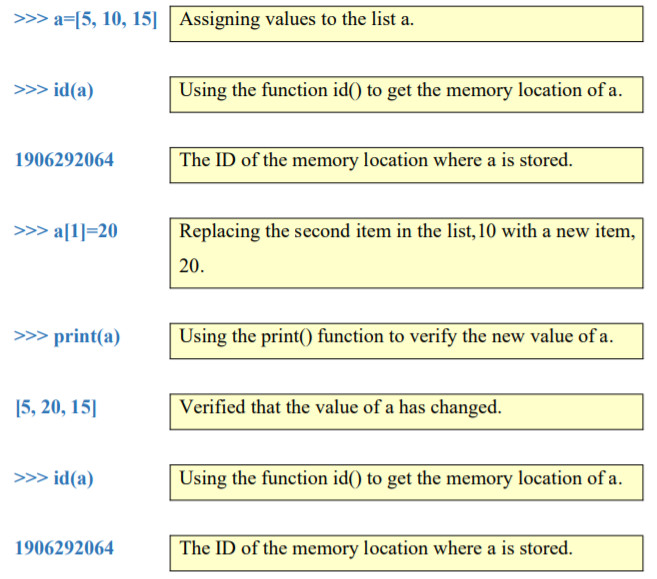 >>> a=[5, 10, 15] Assigning values to the list a.
>>> id(a) Using the function id() to get the memory location of a.
1906292064 The ID of the memory location where a is stored.
>>> a[1]=20 Replacing the second item in the list,10 with a new item,
20.
>>> print(a) Using the print() function to verify the new value of a.
[5, 20, 15] Verified that the value of a has changed.
>>> id(a) Using the function id() to get the memory location of a.
1906292064 The ID of the memory location where a is stored.